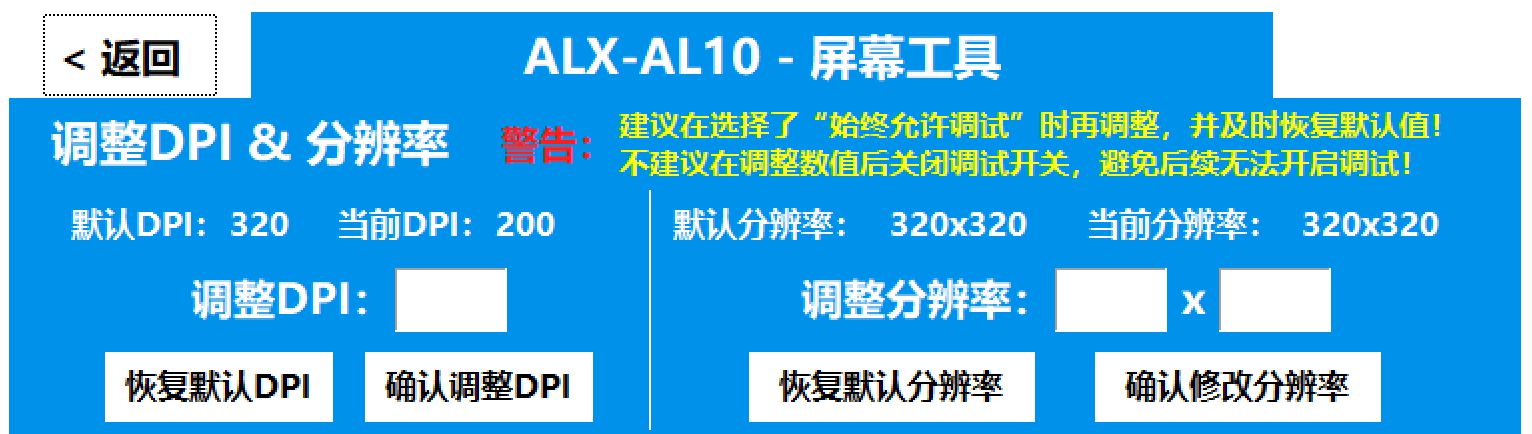 < 返回
ALX-AL10 - 屏幕工具
调整DPI & 分辨率
警告：
建议在选择了“始终允许调试”时再调整，并及时恢复默认值！
不建议在调整数值后关闭调试开关，避免后续无法开启调试！
默认DPI：320 当前DPI：200
默认分辨率： 320x320 当前分辨率： 320x320
调整DPI：
调整分辨率： x
恢复默认DPI 确认调整DPI
恢复默认分辨率 确认修改分辨率